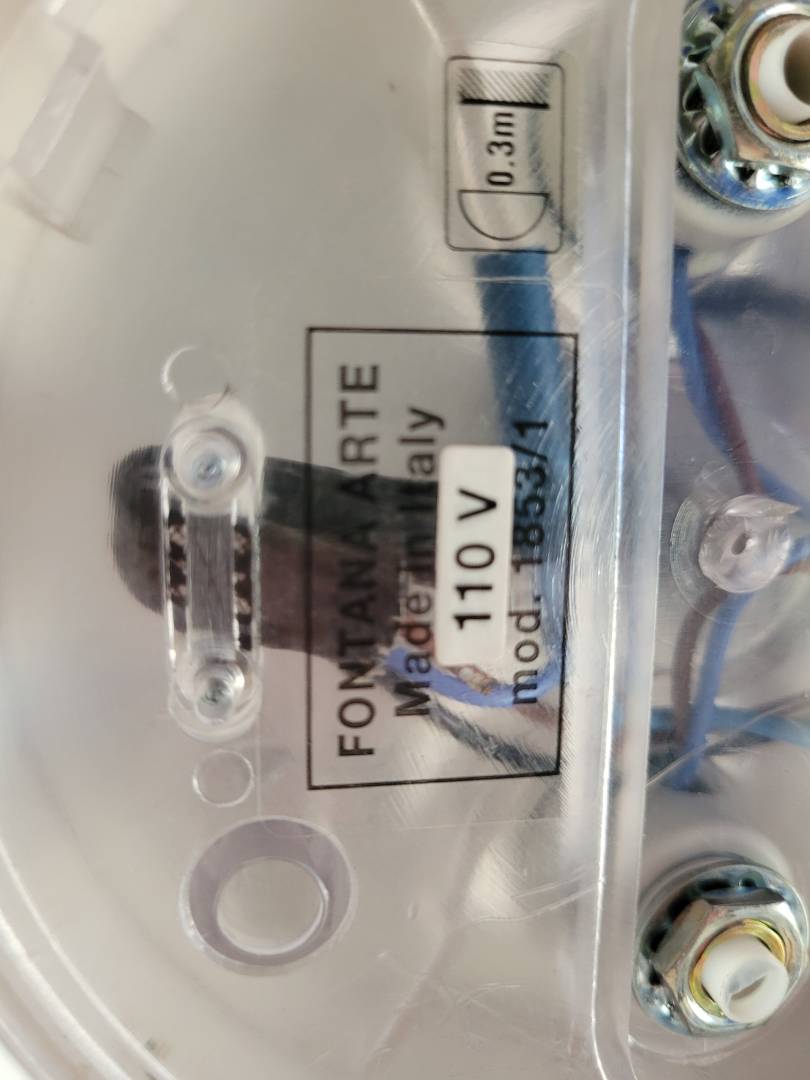 0.3m
FONTANA ARTE
Made in Italy
110 V
mod. 1853/1